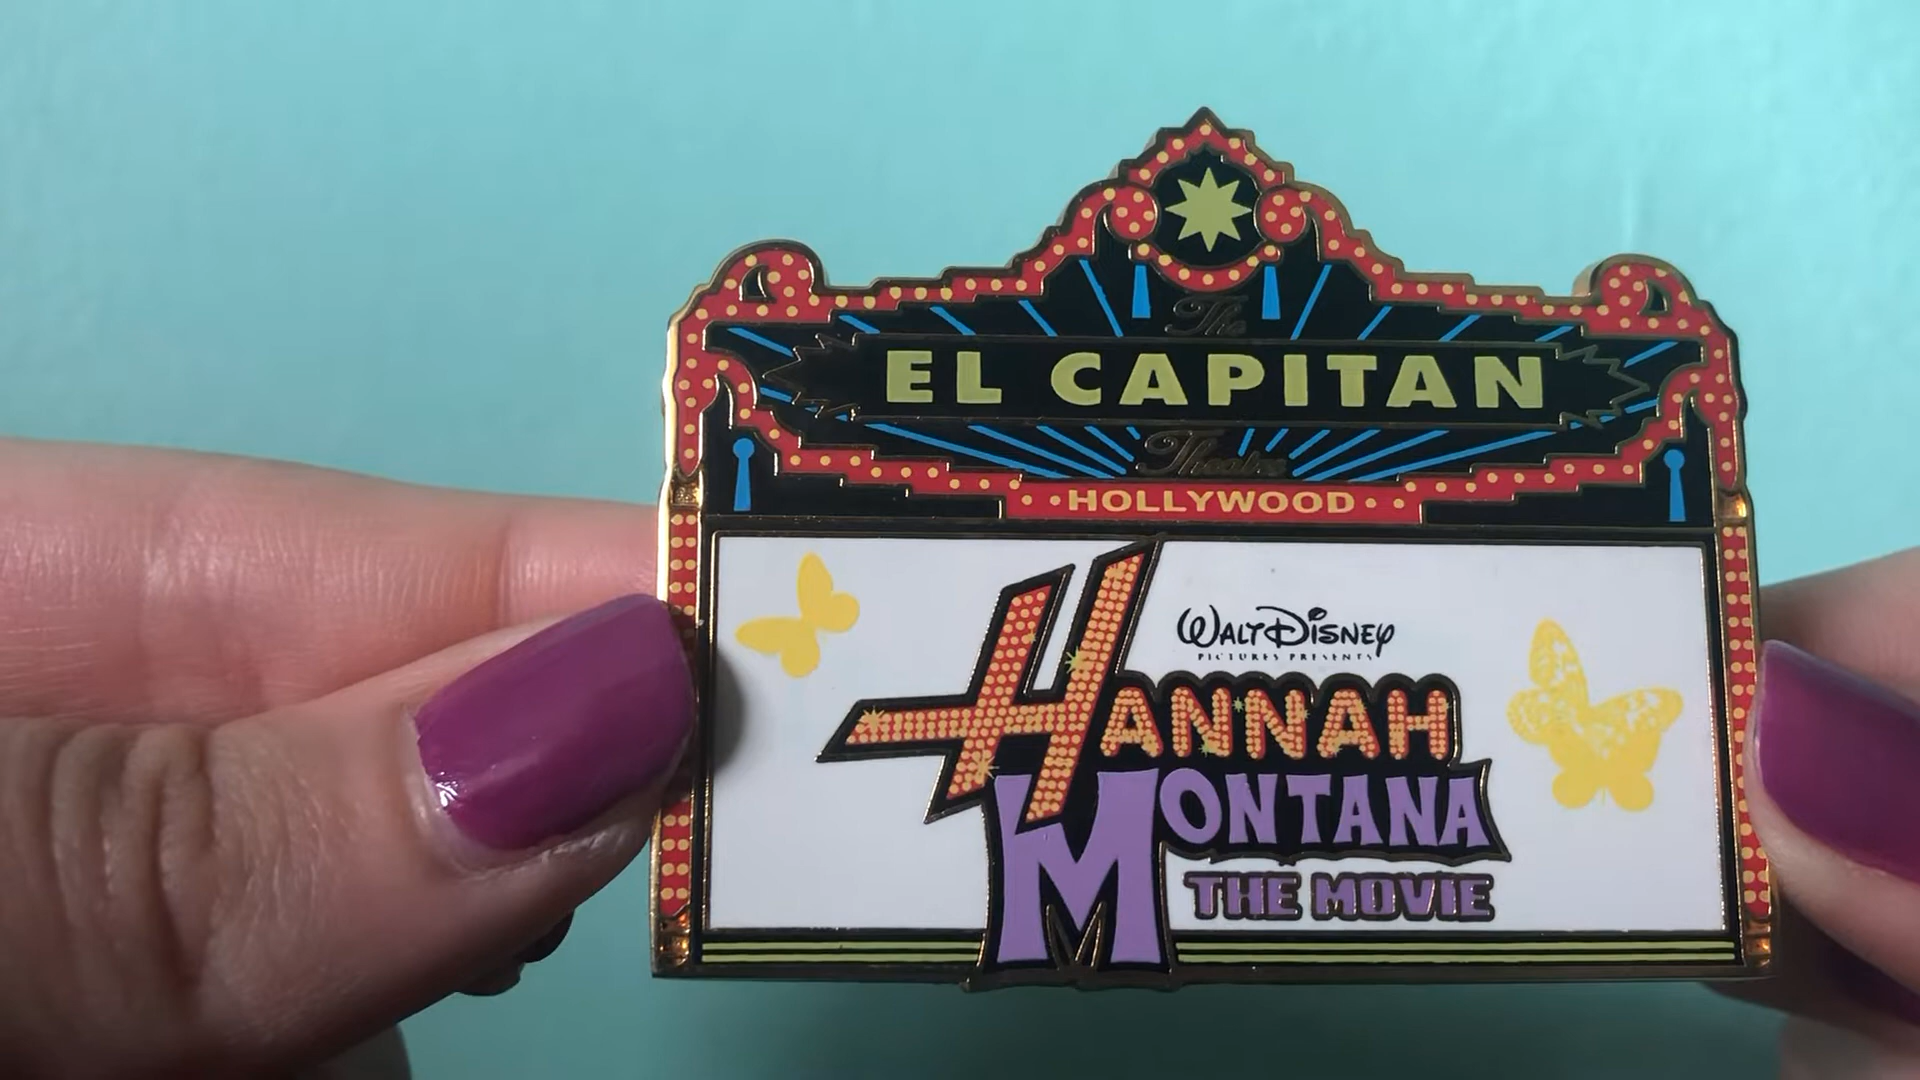 The
EL CAPITAN
Theatre
HOLLYWOOD
WALT DISNEY
PICTURES PRESENTS
HANNAH
MONTANA
THE MOVIE